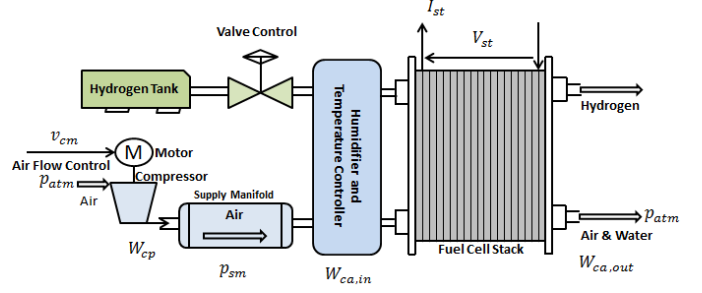 I_st
Valve Control
V_st
Hydrogen Tank
Humidifier and
Temperature Controller
Hydrogen
v_cm
M
Motor
Air Flow Control
Compressor
p_atm
Air
Supply Manifold
Air
p_atm
Air & Water
Fuel Cell Stack
W_cp
p_sm
W_ca,in
W_ca,out